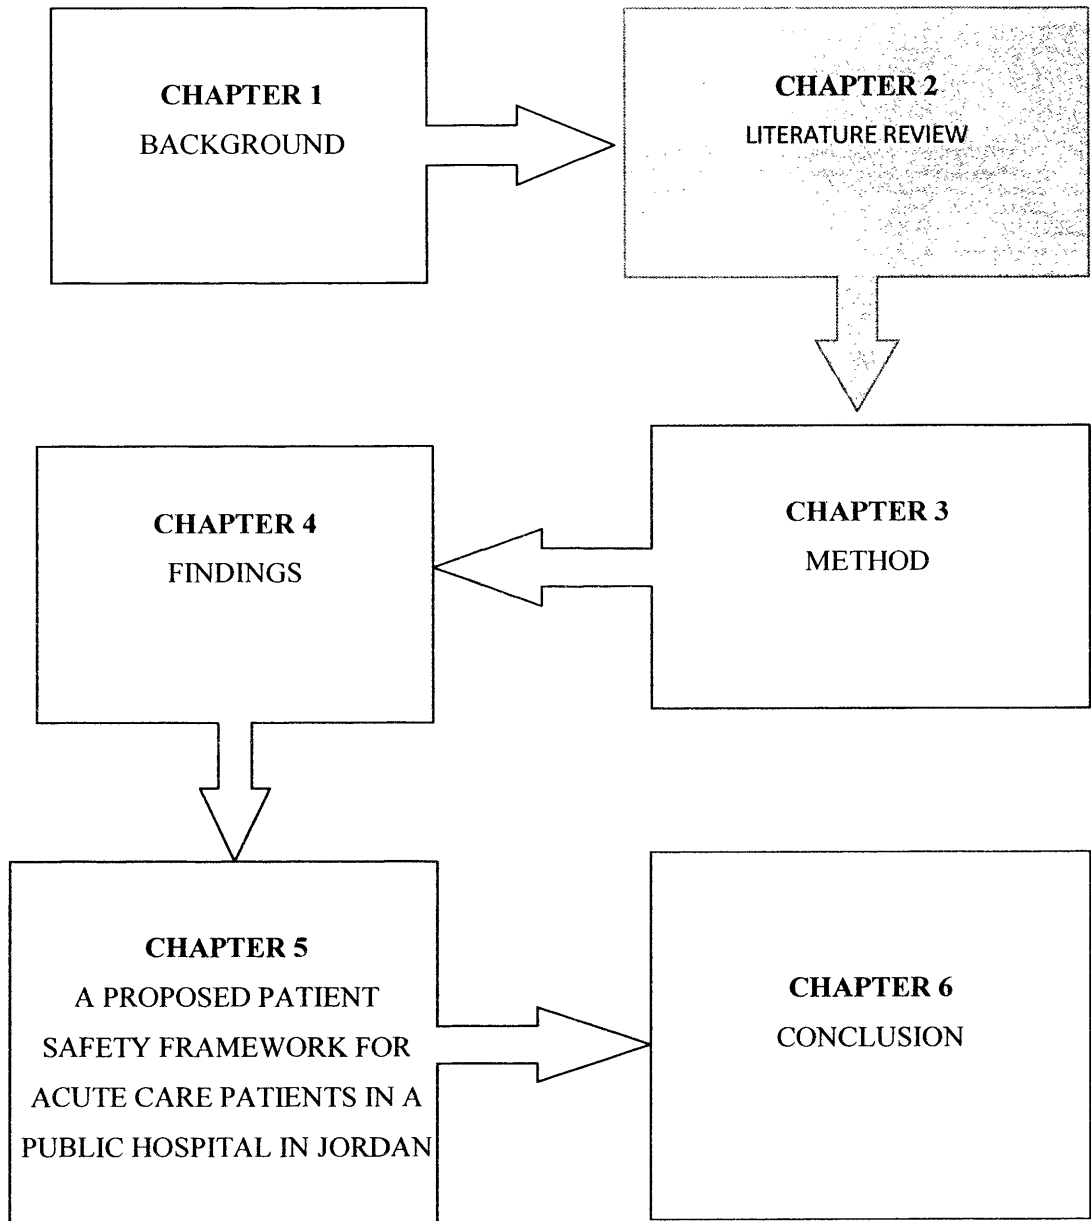 CHAPTER 1
BACKGROUND
CHAPTER 2
LITERATURE REVIEW
CHAPTER 3
METHOD
CHAPTER 4
FINDINGS
CHAPTER 5
A PROPOSED PATIENT
SAFETY FRAMEWORK FOR
ACUTE CARE PATIENTS IN A
PUBLIC HOSPITAL IN JORDAN
CHAPTER 6
CONCLUSION